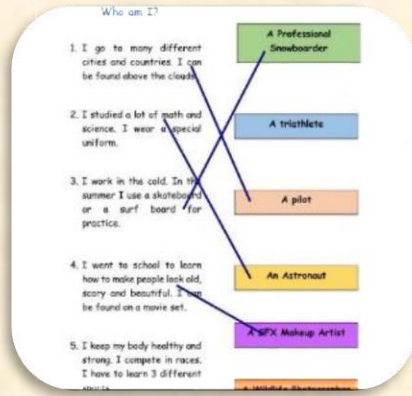 Who am I?
1. I go to many different
cities and countries. I can
be found above the clouds.
2. I studied a lot of math and
science. I wear a special
uniform.
3. I work in the cold. In the
summer I use a skateboard
or a surf board for
practice.
4. I went to school to learn
how to make people look old,
scary and beautiful. I can
be found on a movie set.
5. I keep my body healthy and
strong. I compete in races.
I have to learn 3 different
sports.
A Professional
Snowboarder
A triathlete
A pilot
An Astronaut
A SFX Makeup Artist
A Wildlife Photographer